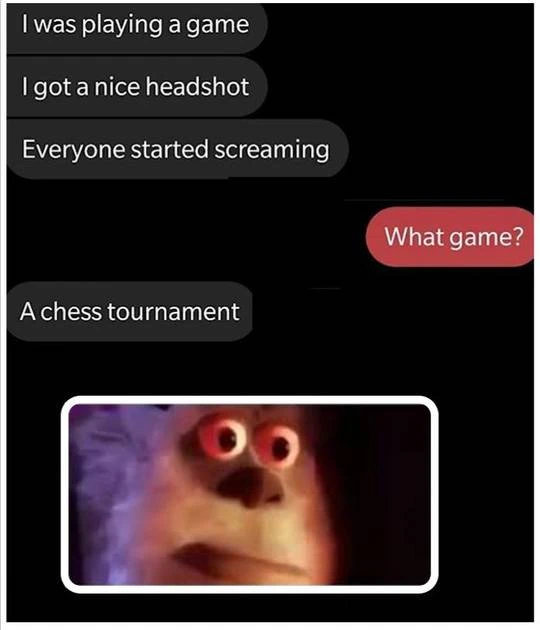 I was playing a game
I got a nice headshot
Everyone started screaming
What game?
A chess tournament